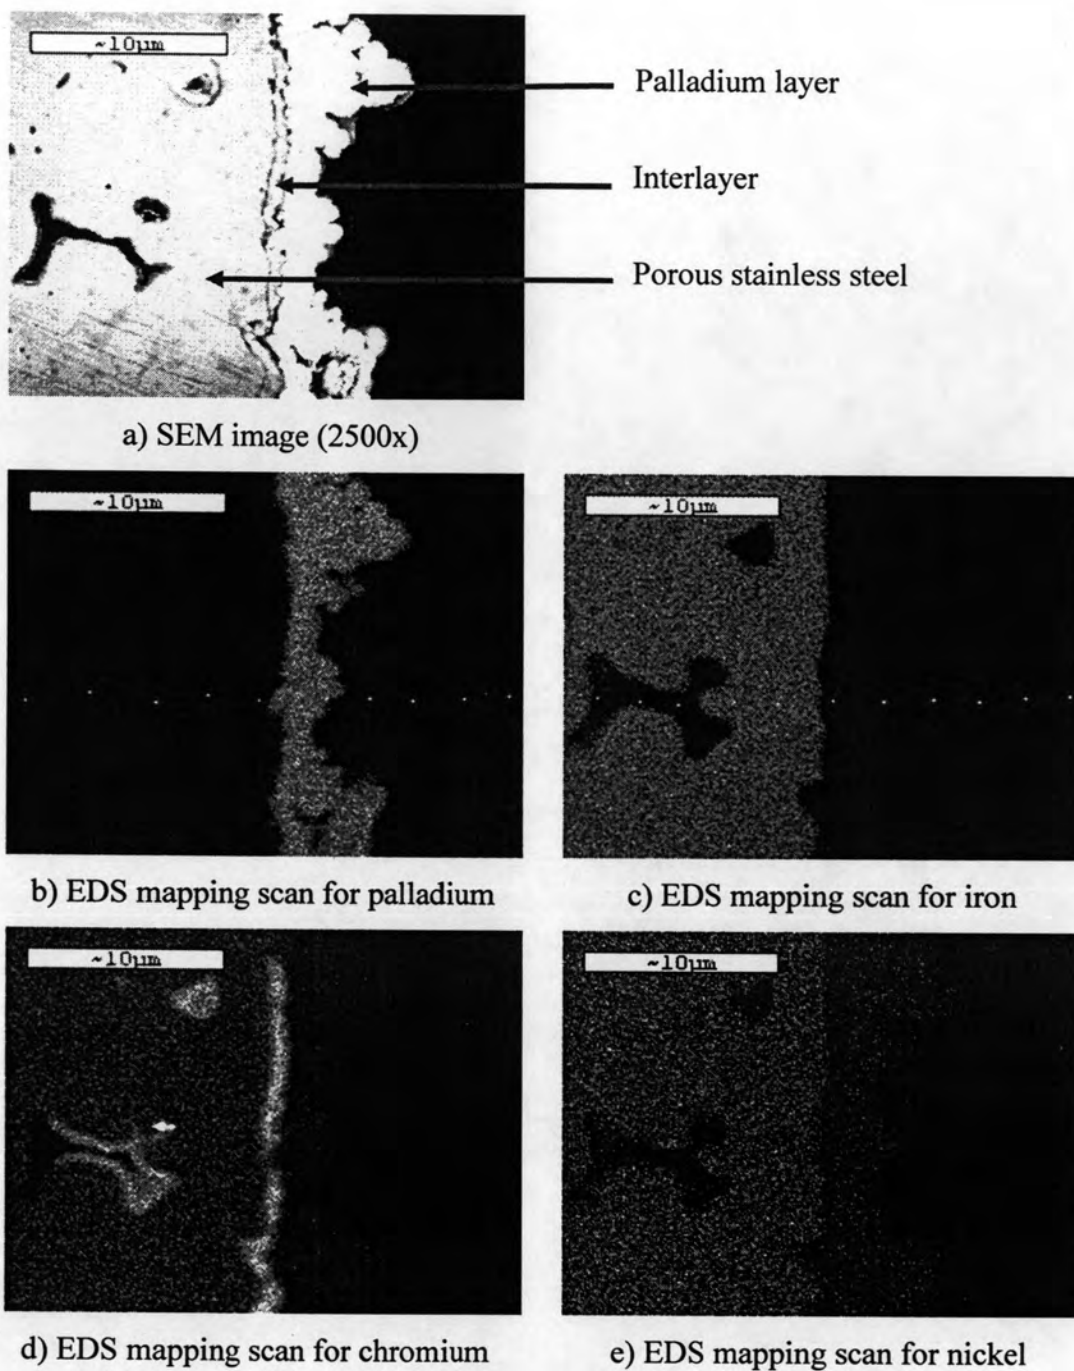 ~10µm
Palladium layer
Interlayer
Porous stainless steel
a) SEM image (2500x)
~10µm
~10µm
b) EDS mapping scan for palladium
c) EDS mapping scan for iron
~10µm
~10µm
d) EDS mapping scan for chromium
e) EDS mapping scan for nickel